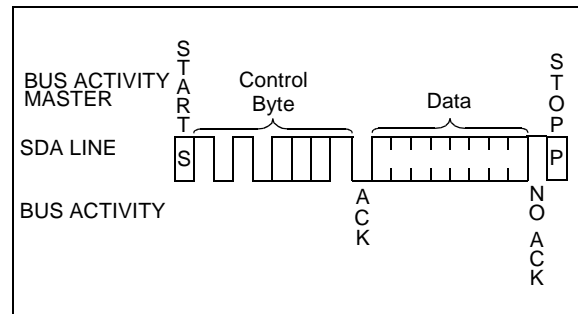 BUS ACTIVITY
MASTER
START
Control
Byte
Data
STOP
SDA LINE
S
P
BUS ACTIVITY
ACK
NO ACK